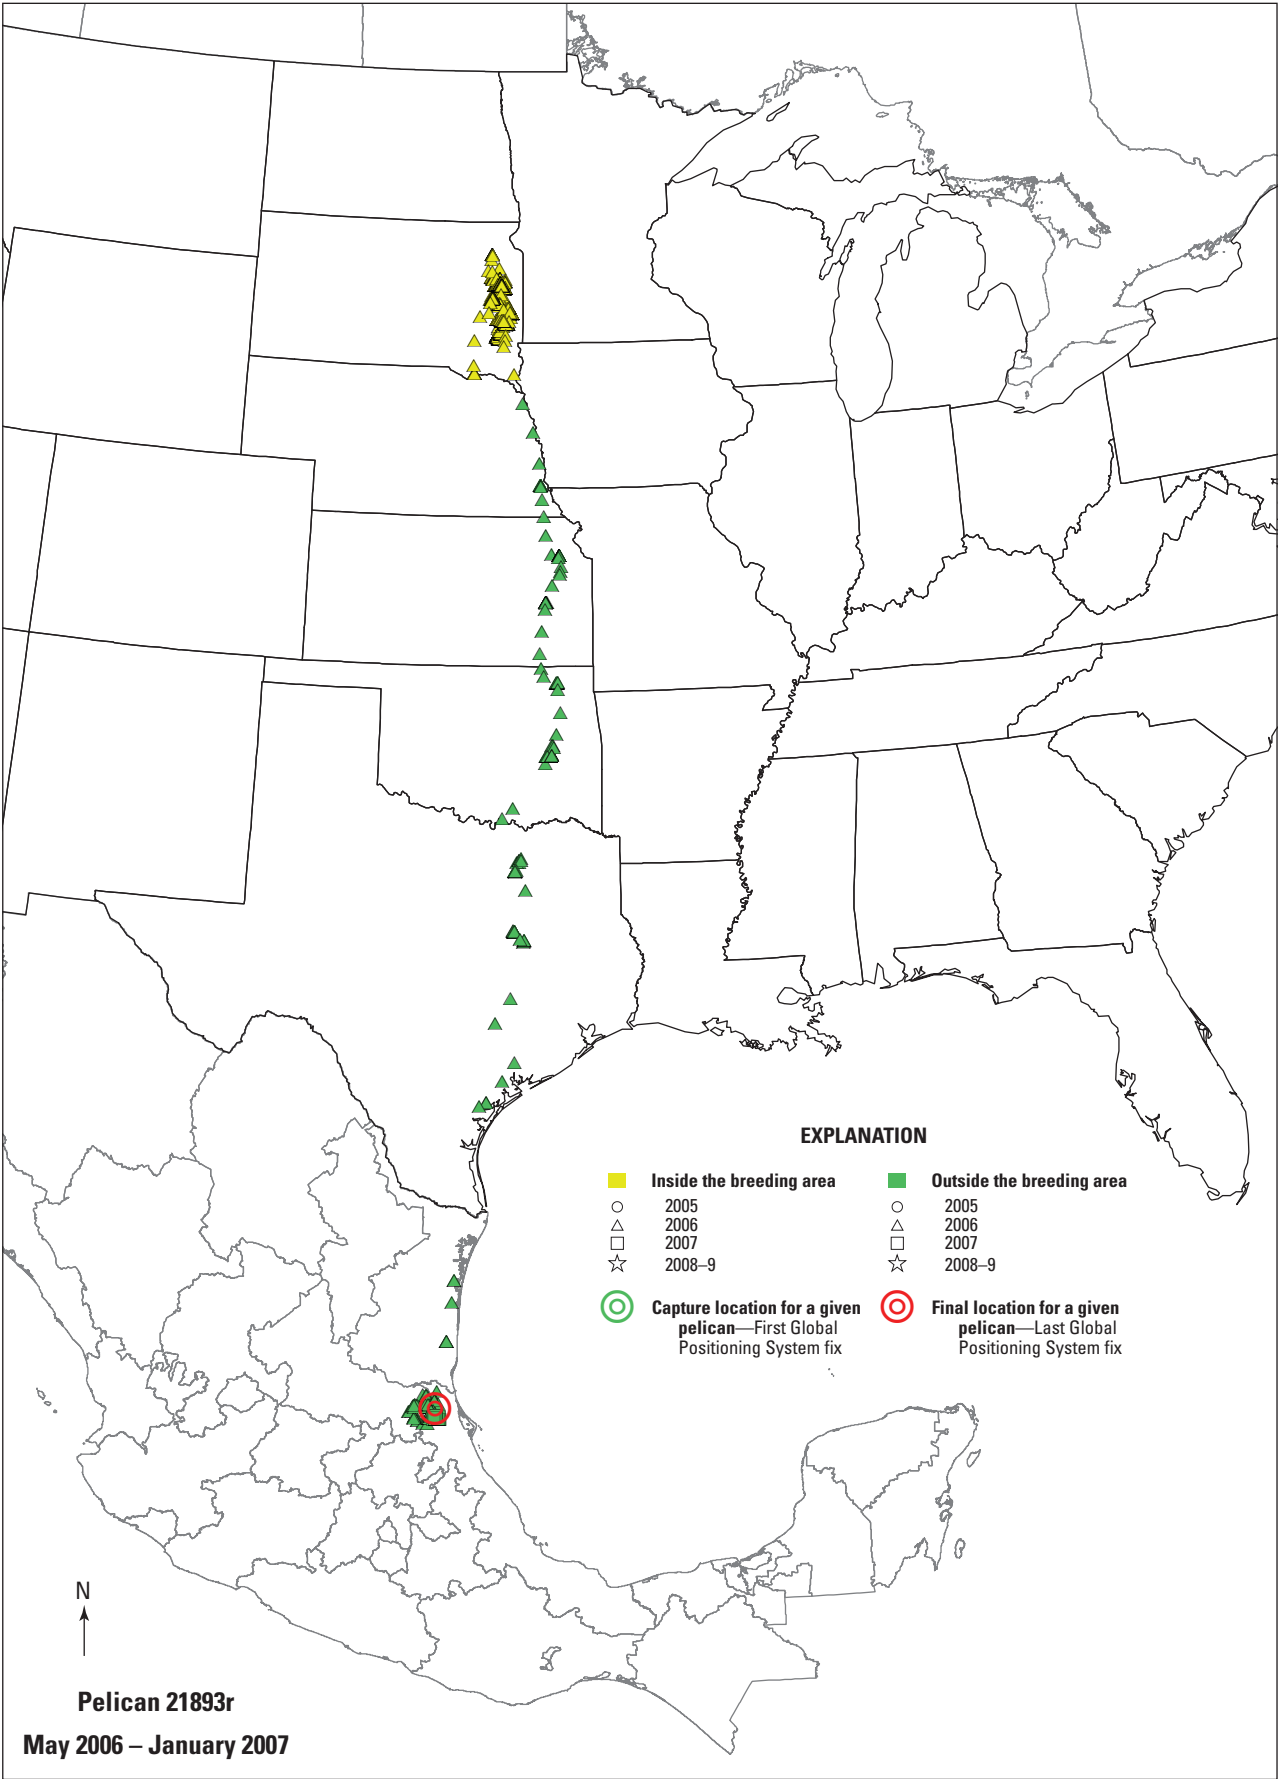 EXPLANATION
Inside the breeding area
2005
2006
2007
2008–9
Capture location for a given
pelican—First Global
Positioning System fix
Outside the breeding area
2005
2006
2007
2008–9
Final location for a given
pelican—Last Global
Positioning System fix
N
Pelican 21893r
May 2006 – January 2007